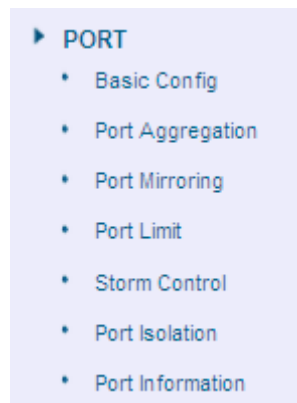 PORT
Basic Config
Port Aggregation
Port Mirroring
Port Limit
Storm Control
Port Isolation
Port Information